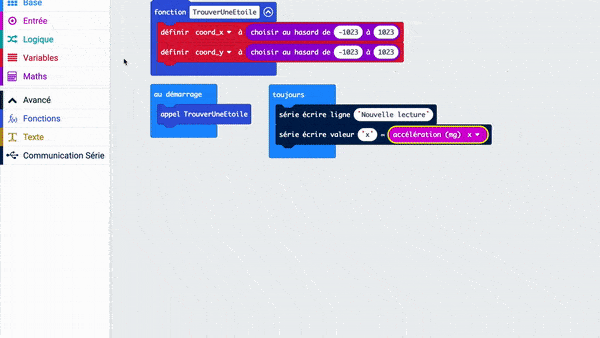 Base
Entrée
Logique
Variables
Maths
Avancé
Fonctions
Texte
Communication Série
fonction TrouverUneEtoile
définir coord_x à choisir au hasard de -1023 à 1023
définir coord_y à choisir au hasard de -1023 à 1023
au démarrage
appel TrouverUneEtoile
toujours
série écrire ligne "Nouvelle lecture"
série écrire valeur "x" = accélération (mg) x